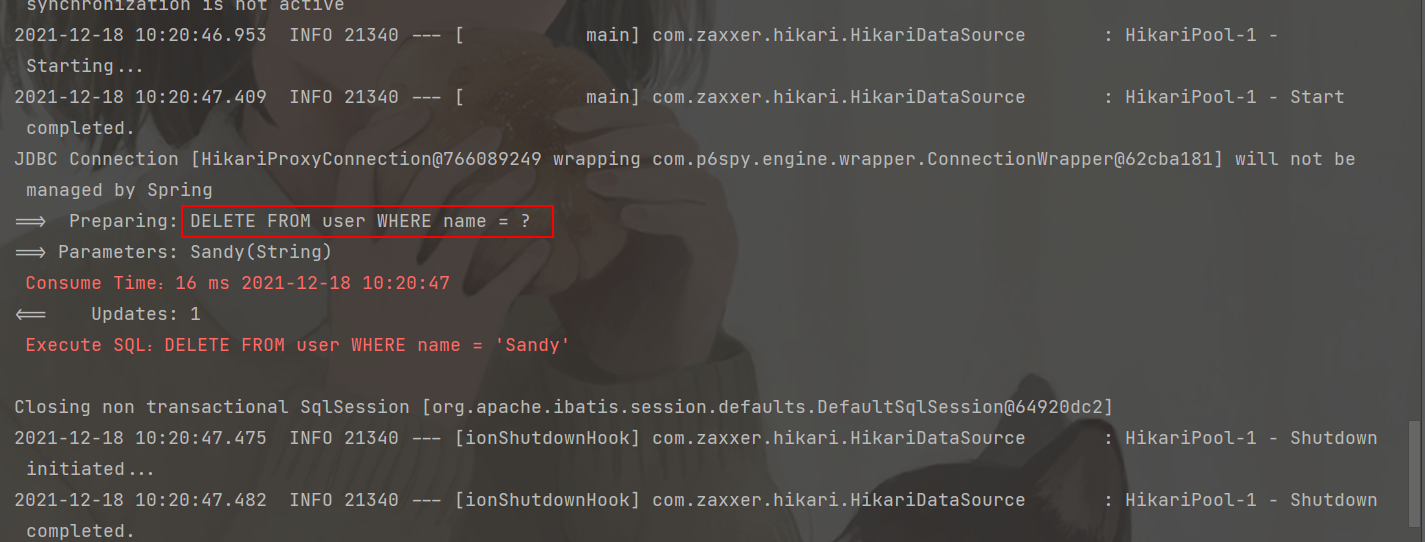 synchronization is not active
2021-12-18 10:20:46.953  INFO 21340 --- [           main] com.zaxxer.hikari.HikariDataSource       : HikariPool-1 -
Starting...
2021-12-18 10:20:47.409  INFO 21340 --- [           main] com.zaxxer.hikari.HikariDataSource       : HikariPool-1 - Start
completed.
JDBC Connection [HikariProxyConnection@766089249 wrapping com.p6spy.engine.wrapper.ConnectionWrapper@62cba181] will not be
managed by Spring
==>  Preparing: DELETE FROM user WHERE name = ?
==> Parameters: Sandy(String)
Consume Time：16 ms 2021-12-18 10:20:47
<==    Updates: 1
Execute SQL：DELETE FROM user WHERE name = 'Sandy'
Closing non transactional SqlSession [org.apache.ibatis.session.defaults.DefaultSqlSession@64920dc2]
2021-12-18 10:20:47.475  INFO 21340 --- [ionShutdownHook] com.zaxxer.hikari.HikariDataSource       : HikariPool-1 - Shutdown
initiated...
2021-12-18 10:20:47.482  INFO 21340 --- [ionShutdownHook] com.zaxxer.hikari.HikariDataSource       : HikariPool-1 - Shutdown
completed.